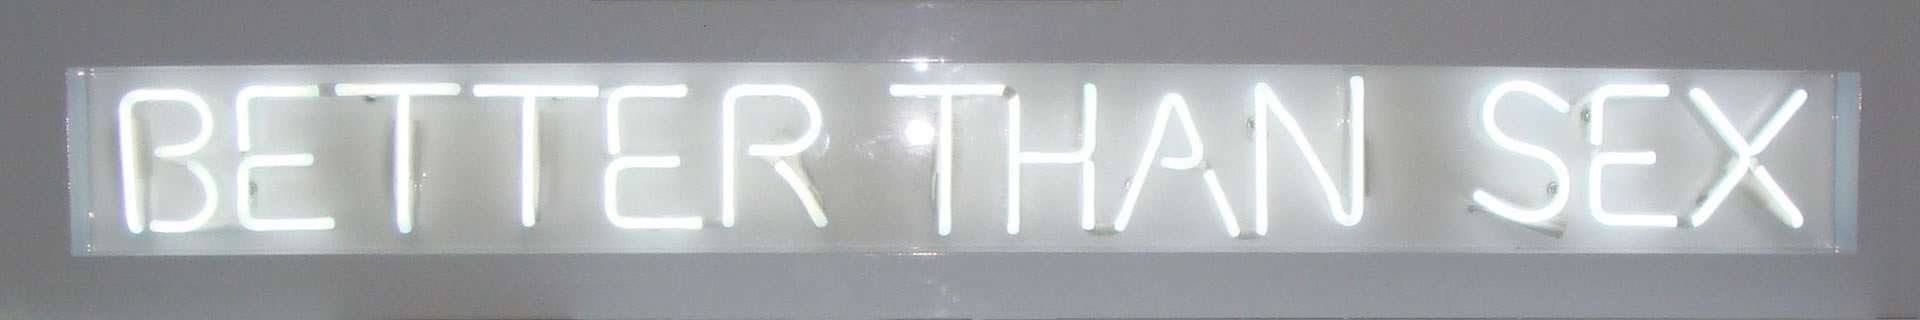 BETTER THAN SEX